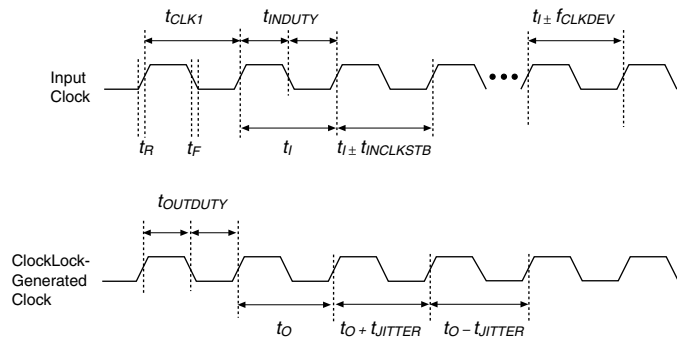 tCLK1 tINDUTY tI ± fCLKDEV
Input
Clock
tR tF tI tI ± tINCLKSTB
tOUTDUTY
ClockLock-
Generated
Clock
tO tO + tJITTER tO – tJITTER